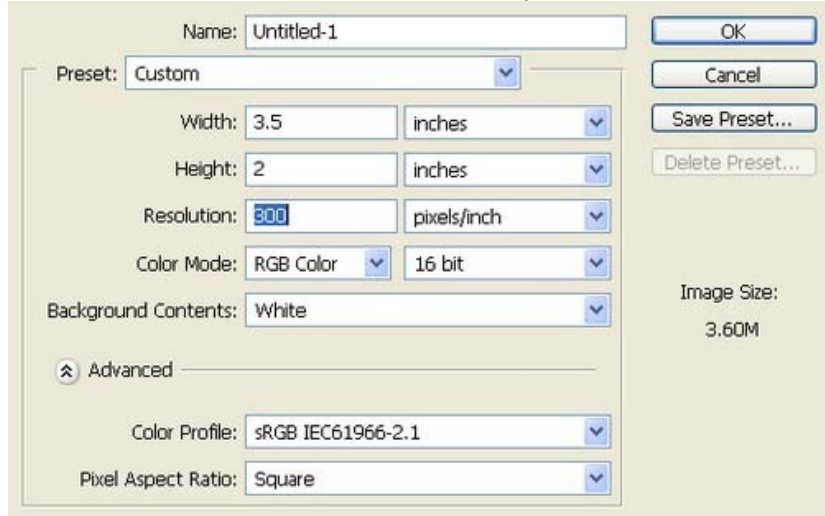 Name: Untitled-1 OK
Preset: Custom Cancel
Width: 3.5 inches Save Preset...
Height: 2 inches Delete Preset...
Resolution: 300 pixels/inch
Color Mode: RGB Color 16 bit
Image Size:
Background Contents: White
3.60M
Advanced
Color Profile: sRGB IEC61966-2.1
Pixel Aspect Ratio: Square